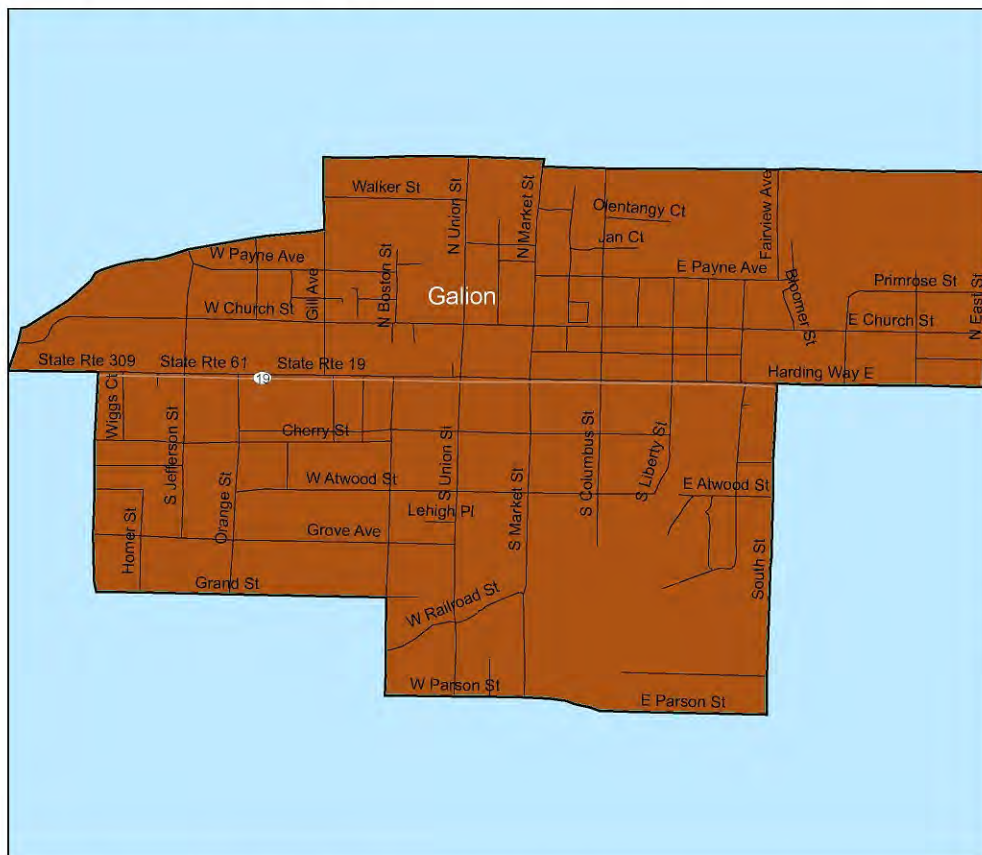 Walker St
N Union St
N Market St
Olentangy Ct
Jan Ct
Fairview Ave
W Payne Ave
E Payne Ave
Gill Ave
N Boston St
Galion
W Church St
Broomer St
Primrose St
E Church St
N East St
State Rte 309
State Rte 61
State Rte 19
19
Harding Way E
Wiggs Ct
S Jefferson St
Orange St
Cherry St
W Atwood St
S Union St
Lehigh Pl
S Market St
S Columbus St
S Liberty St
E Atwood St
Homer St
Grove Ave
Grand St
W Railroad St
South St
W Parson St
E Parson St